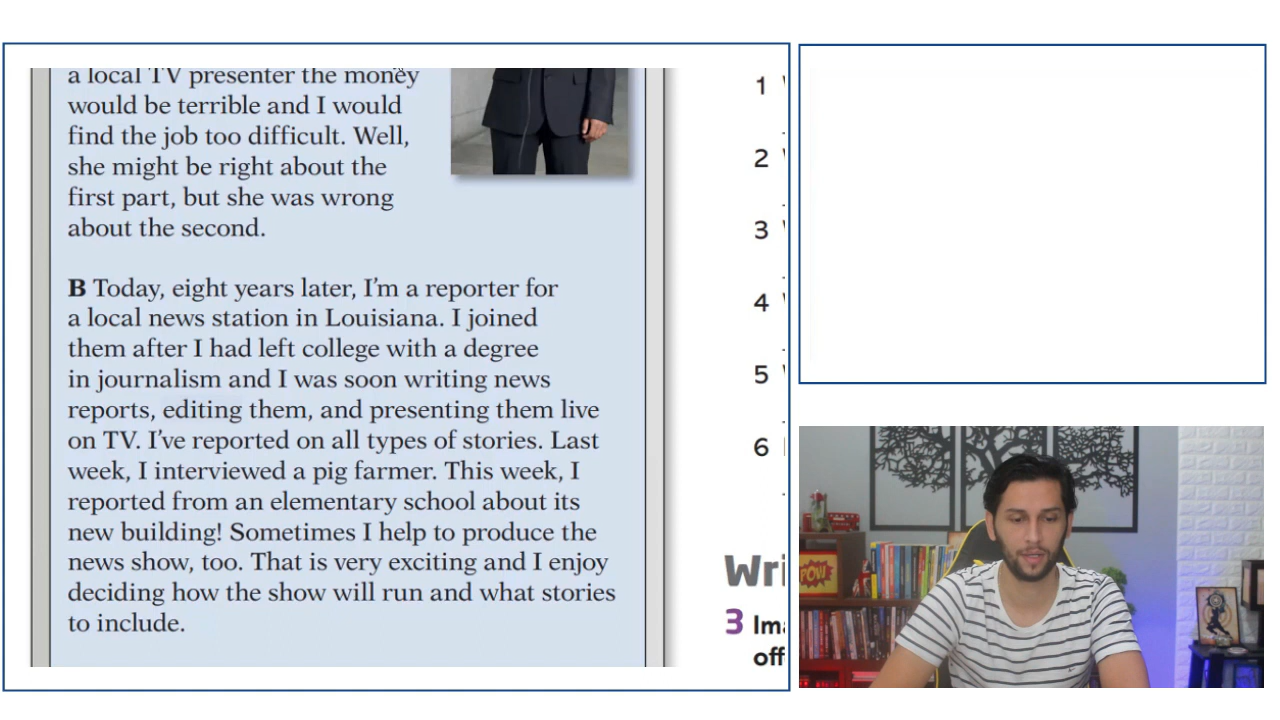 a local TV presenter the money
would be terrible and I would
find the job too difficult. Well,
she might be right about the
first part, but she was wrong
about the second.
B Today, eight years later, I'm a reporter for
a local news station in Louisiana. I joined
them after I had left college with a degree
in journalism and I was soon writing news
reports, editing them, and presenting them live
on TV. I've reported on all types of stories. Last
week, I interviewed a pig farmer. This week, I
reported from an elementary school about its
new building! Sometimes I help to produce the
news show, too. That is very exciting and I enjoy
deciding how the show will run and what stories
to include.
1
2
3
4
5
6
Wri
3 Ima
off
POW!